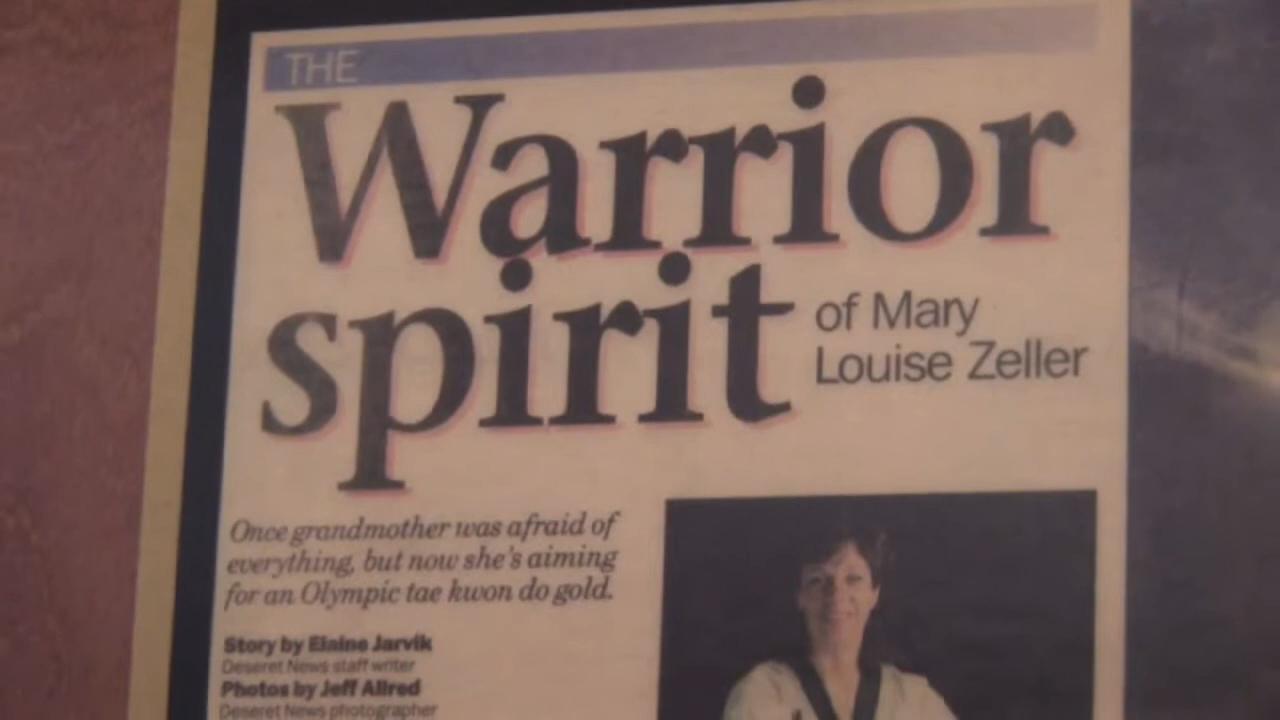 THE
Warrior
spirit
of Mary
Louise Zeller
Once grandmother was afraid of
everything, but now she's aiming
for an Olympic tae kwon do gold.
Story by Elaine Jarvik
Deseret News staff writer
Photos by Jeff Allred
Deseret News photographer